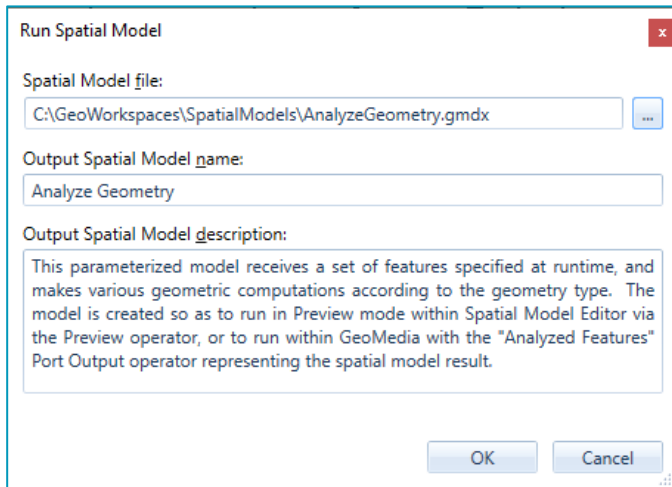 Run Spatial Model
x
Spatial Model file:
C:\GeoWorkspaces\SpatialModels\AnalyzeGeometry.gmdx
...
Output Spatial Model name:
Analyze Geometry
Output Spatial Model description:
This parameterized model receives a set of features specified at runtime, and
makes various geometric computations according to the geometry type. The
model is created so as to run in Preview mode within Spatial Model Editor via
the Preview operator, or to run within GeoMedia with the "Analyzed Features"
Port Output operator representing the spatial model result.
OK Cancel